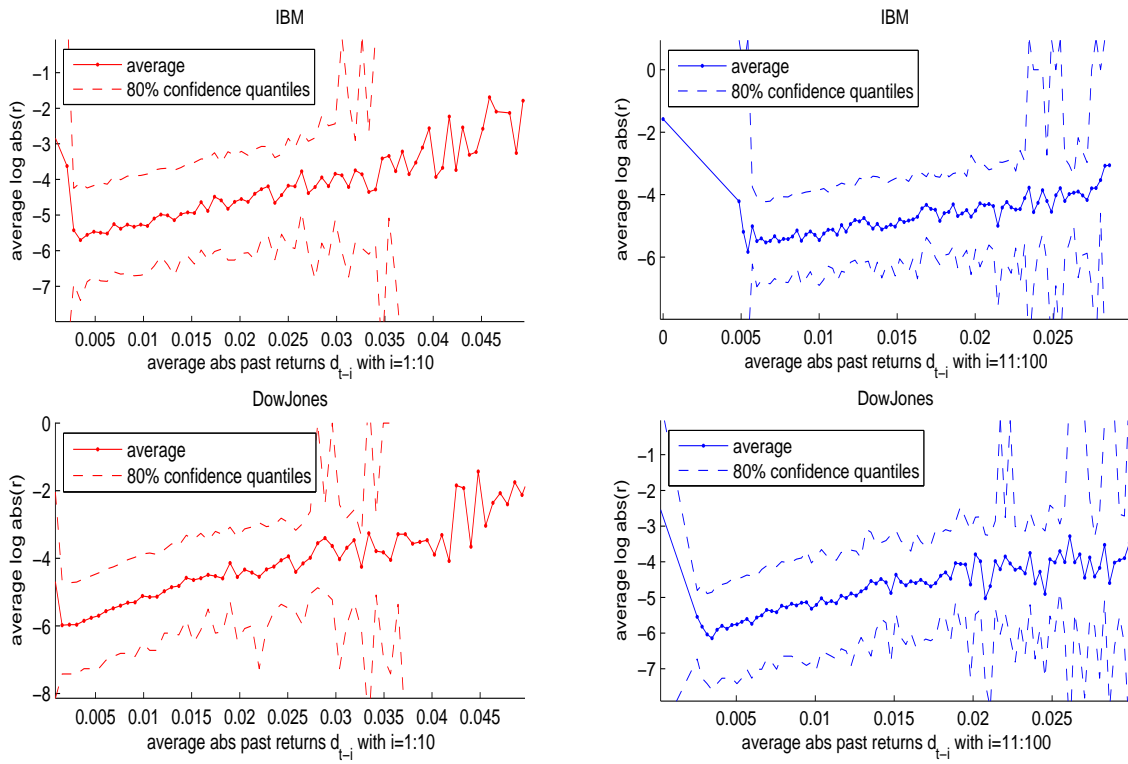 IBM
average
80% confidence quantiles
average log abs(r)
−1
−2
−3
−4
−5
−6
−7
0.005 0.01 0.015 0.02 0.025 0.03 0.035 0.04 0.045
average abs past returns d_{t−i} with i=1:10
IBM
average
80% confidence quantiles
average log abs(r)
0
−2
−4
−6
0 0.005 0.01 0.015 0.02 0.025
average abs past returns d_{t−i} with i=11:100
DowJones
average
80% confidence quantiles
average log abs(r)
0
−2
−4
−6
−8
0.005 0.01 0.015 0.02 0.025 0.03 0.035 0.04 0.045
average abs past returns d_{t−i} with i=1:10
DowJones
average
80% confidence quantiles
average log abs(r)
−1
−2
−3
−4
−5
−6
−7
0.005 0.01 0.015 0.02 0.025
average abs past returns d_{t−i} with i=11:100